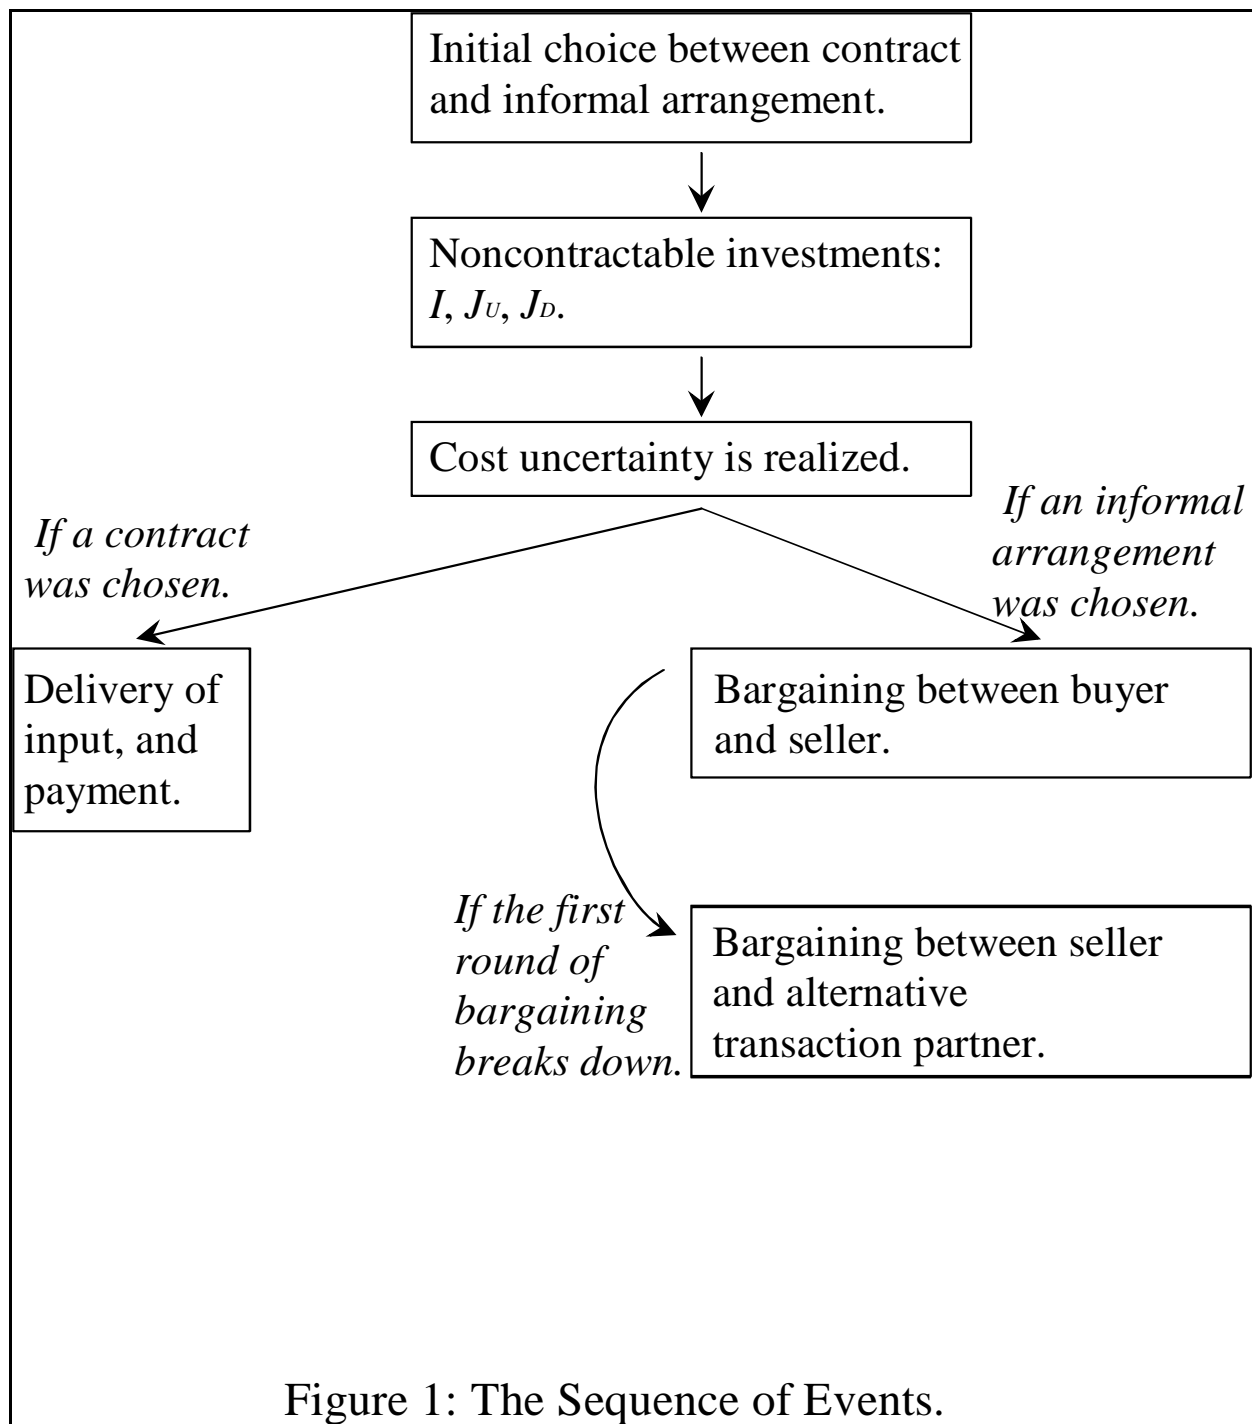 Initial choice between contract
and informal arrangement.
Noncontractable investments:
I, JU, JD.
Cost uncertainty is realized.
If a contract
was chosen.
If an informal
arrangement
was chosen.
Delivery of
input, and
payment.
Bargaining between buyer
and seller.
If the first
round of
bargaining
breaks down.
Bargaining between seller
and alternative
transaction partner.
Figure 1: The Sequence of Events.